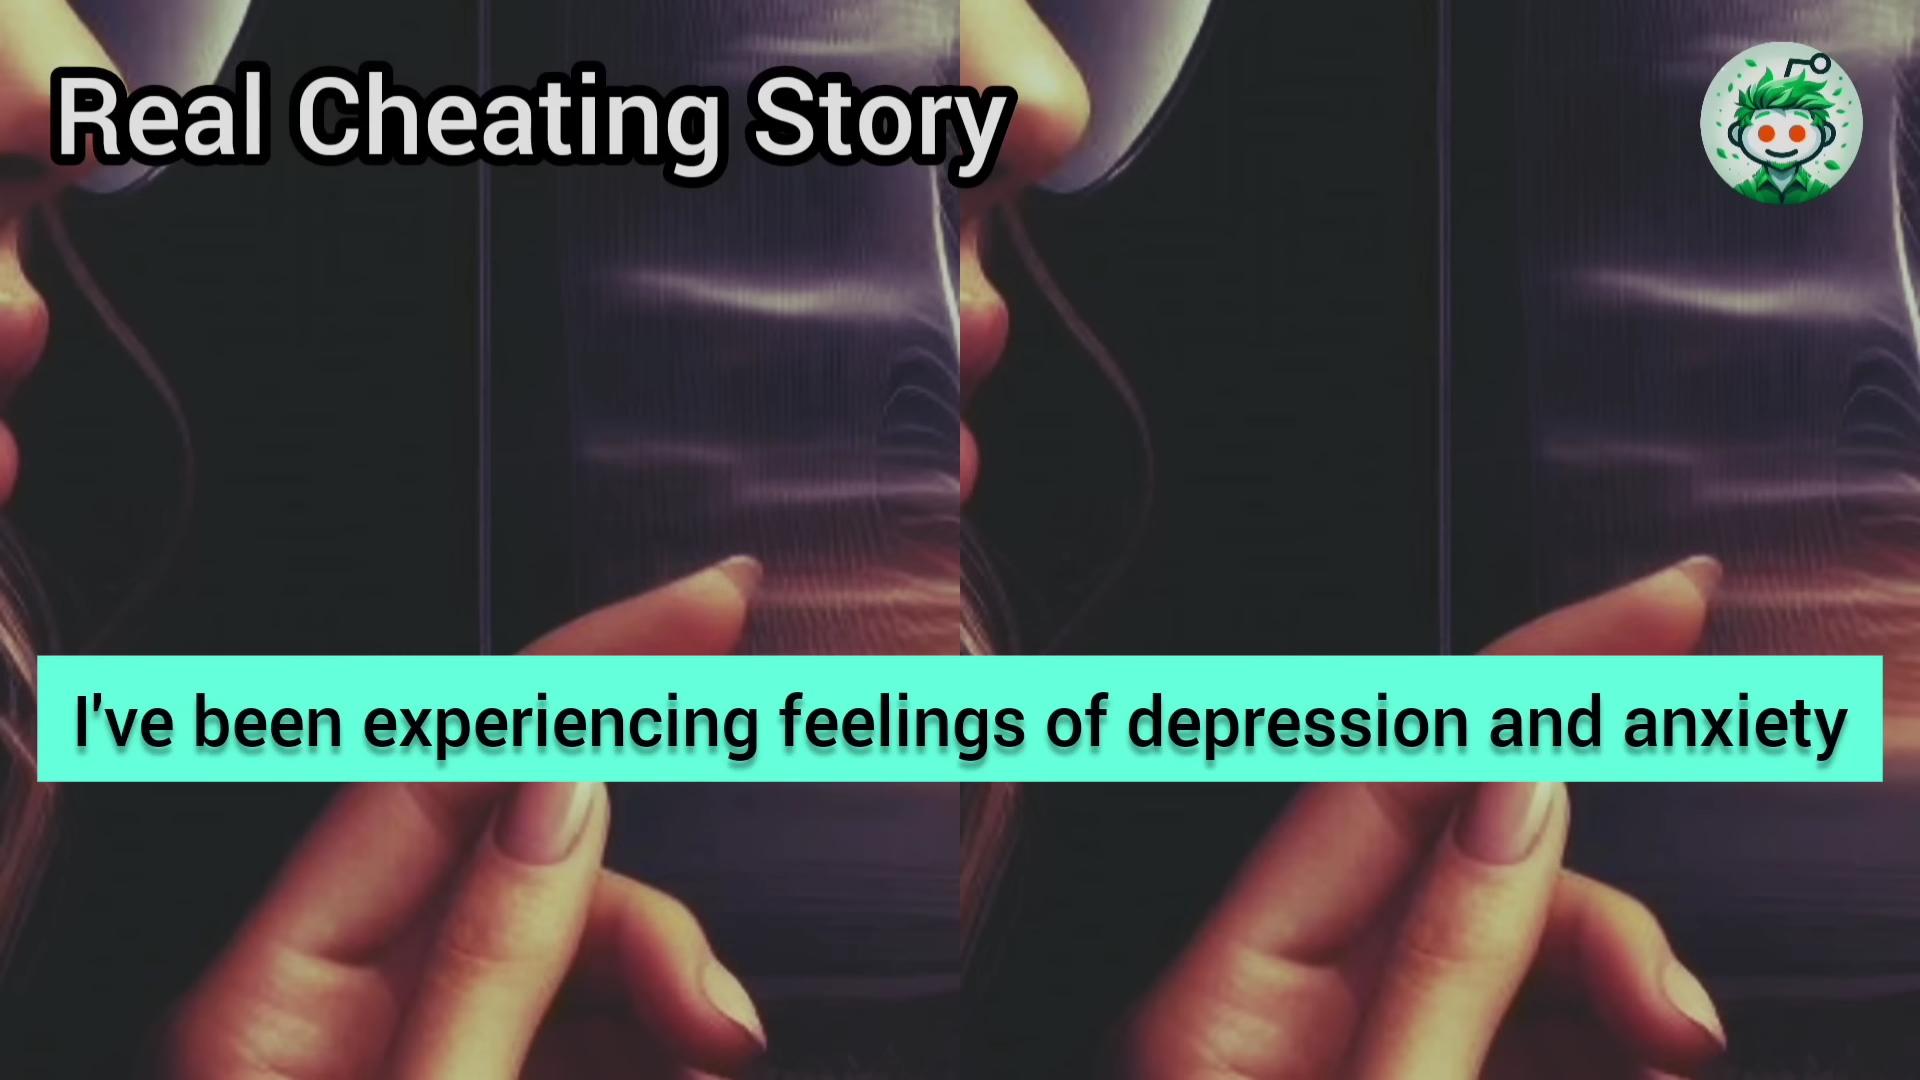 Real Cheating Story
I've been experiencing feelings of depression and anxiety